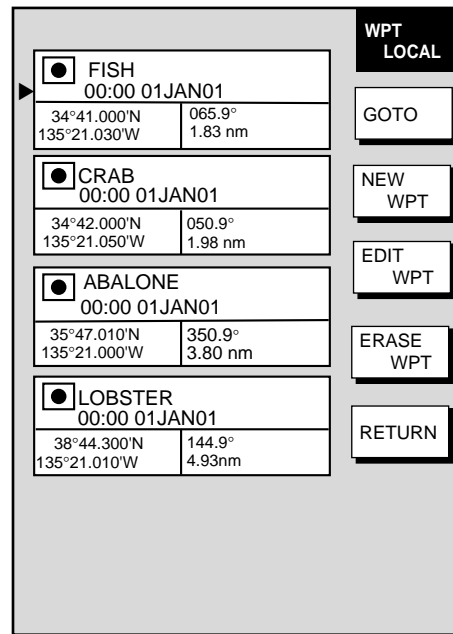 WPT
LOCAL
FISH
00:00 01JAN01
34°41.000'N
135°21.030'W
065.9°
1.83 nm
CRAB
00:00 01JAN01
34°42.000'N
135°21.050'W
050.9°
1.98 nm
ABALONE
00:00 01JAN01
35°47.010'N
135°21.000'W
350.9°
3.80 nm
LOBSTER
00:00 01JAN01
38°44.300'N
135°21.010'W
144.9°
4.93nm
GOTO
NEW
WPT
EDIT
WPT
ERASE
WPT
RETURN